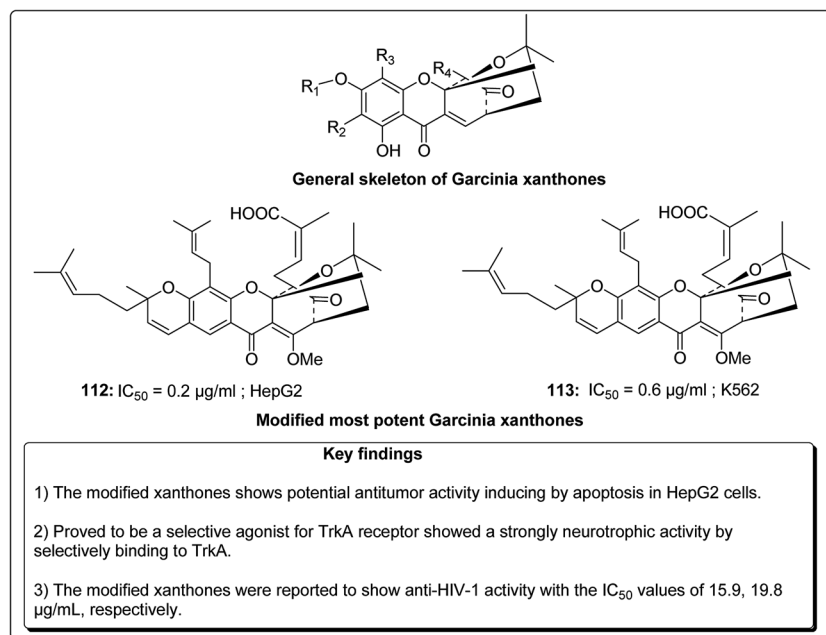 R3
O
R1
R2
OH
O
O
R4
O
O
General skeleton of Garcinia xanthones
HOOC
O
O
O
O
O
OMe
HOOC
O
O
O
O
O
OMe
112: IC50 = 0.2 µg/ml ; HepG2
113: IC50 = 0.6 µg/ml ; K562
Modified most potent Garcinia xanthones
Key findings
1) The modified xanthones shows potential antitumor activity inducing by apoptosis in HepG2 cells.
2) Proved to be a selective agonist for TrkA receptor showed a strongly neurotrophic activity by
selectively binding to TrkA.
3) The modified xanthones were reported to show anti-HIV-1 activity with the IC50 values of 15.9, 19.8
µg/mL, respectively.